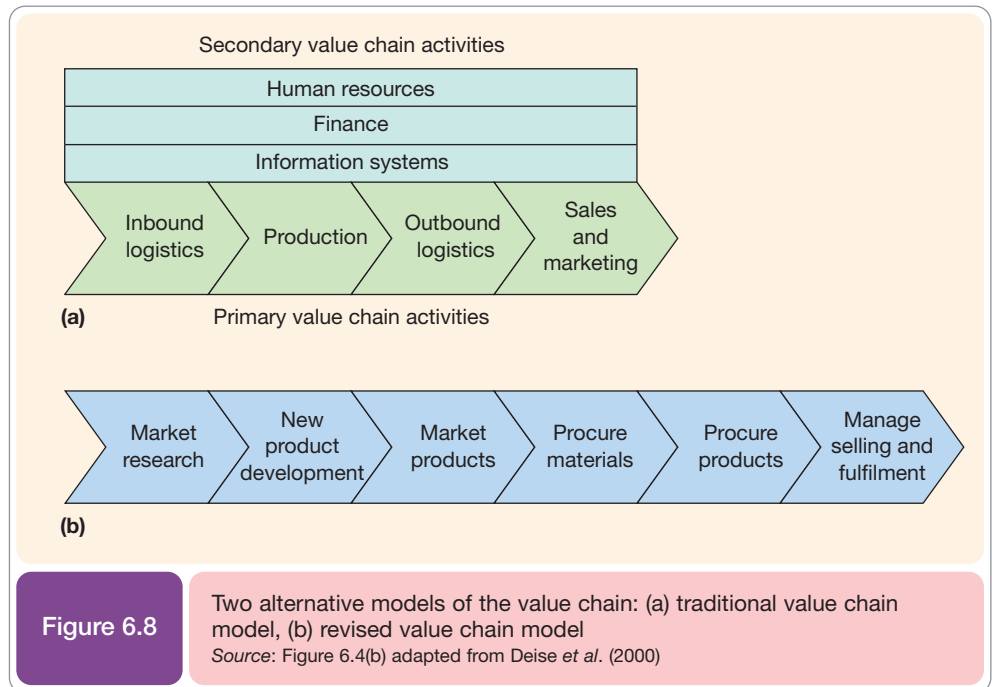 Secondary value chain activities
Human resources
Finance
Information systems
Inbound
logistics
Production
Outbound
logistics
Sales
and
marketing
(a)
Primary value chain activities
Market
research
New
product
development
Market
products
Procure
materials
Procure
products
Manage
selling and
fulfilment
(b)
Figure 6.8
Two alternative models of the value chain: (a) traditional value chain
model, (b) revised value chain model
Source: Figure 6.4(b) adapted from Deise et al. (2000)